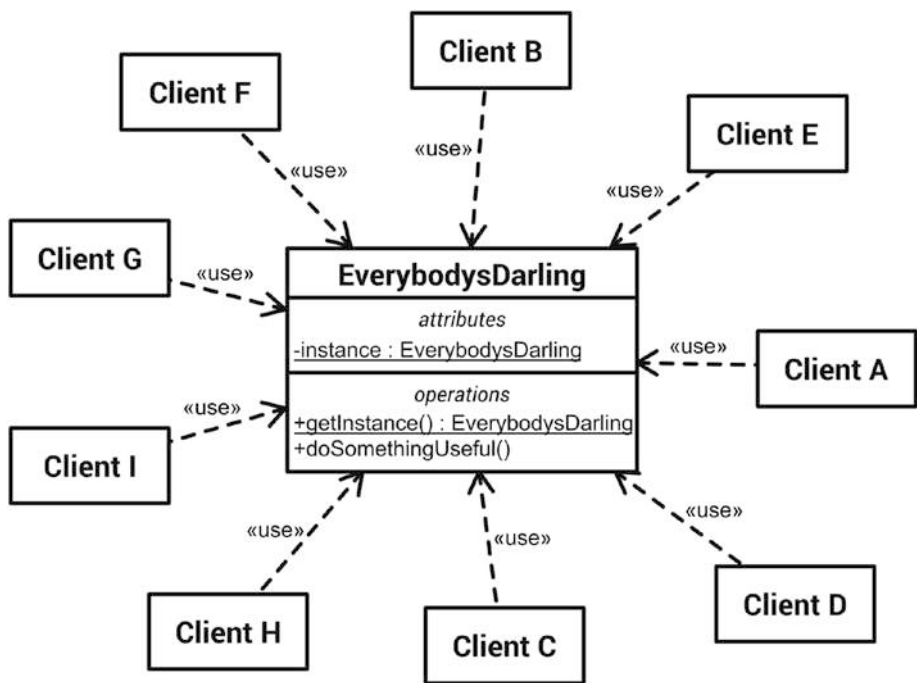 Client B
Client F
Client E
«use»
«use»
«use»
Client G
«use»
EverybodysDarling
attributes
-instance : EverybodysDarling
operations
+getInstance() : EverybodysDarling
+doSomethingUseful()
«use»
Client A
«use»
Client I
«use»
«use»
«use»
Client H
Client C
Client D